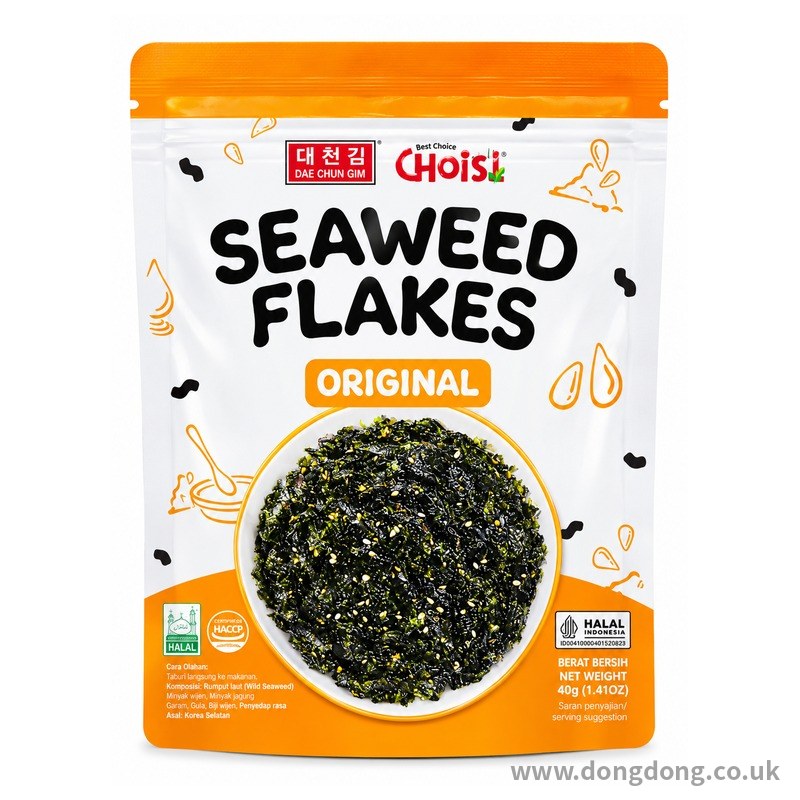 대천김
DAE CHUN GIM
®
Best Choice
CHOISI®
SEAWEED
FLAKES
ORIGINAL
HALAL
HACCP
HALAL
INDONESIA
ID00410000401520823
Cara Olahan:
Taburi langsung ke makanan.
Komposisi: Rumput laut (Wild Seaweed)
Minyak wijen, Minyak jagung
Garam, Gula, Biji wijen, Penyedap rasa
Asal: Korea Selatan
BERAT BERSIH
NET WEIGHT
40g (1.41OZ)
Saran penyajian/
serving suggestion
www.dongdong.co.uk